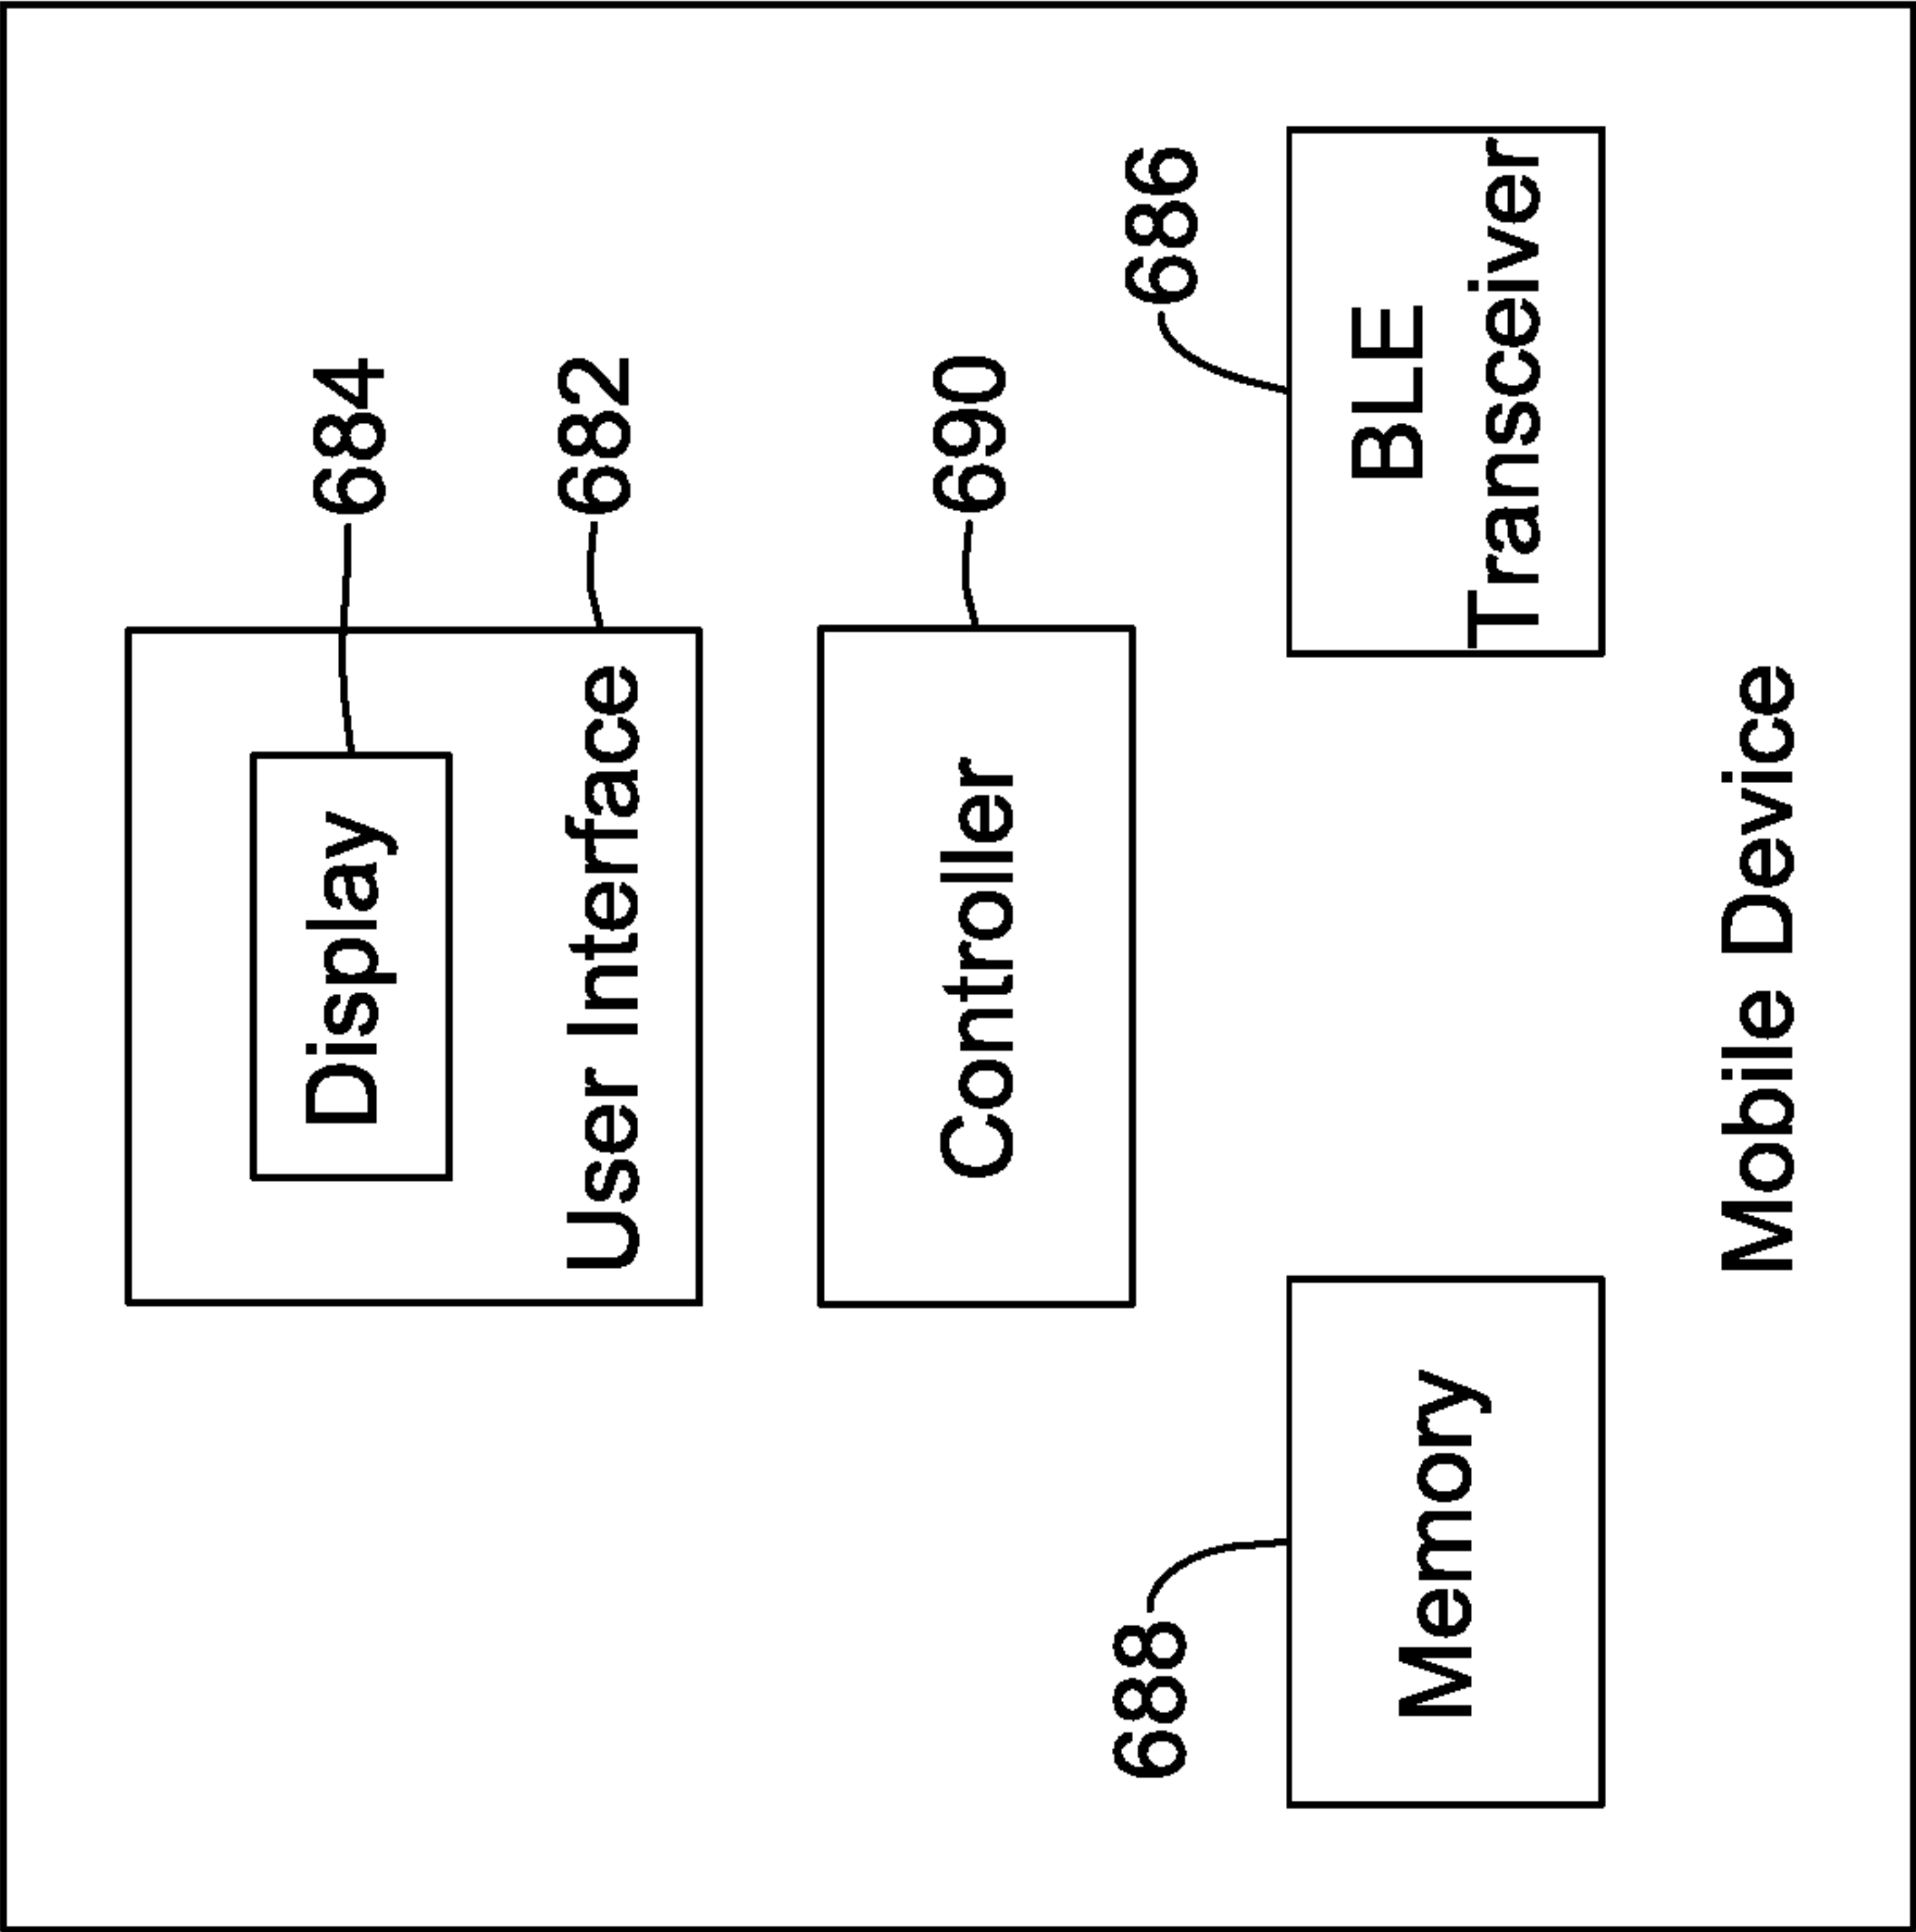 Display
684
User Interface
682
Controller
690
688
686
Memory
BLE
Transceiver
Mobile Device